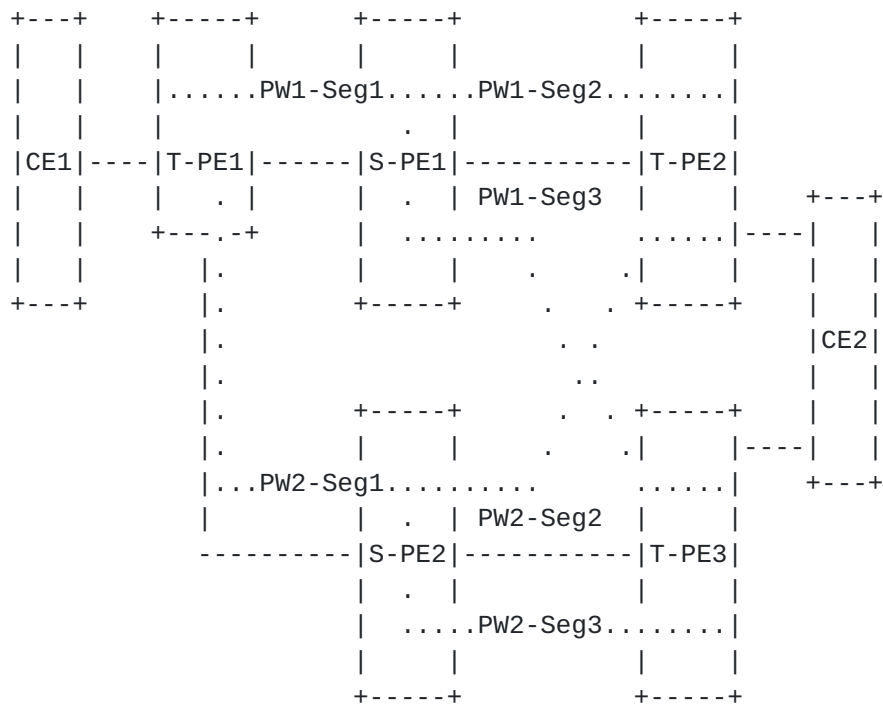 PW1-Seg1 PW1-Seg2
CE1 T-PE1 S-PE1 T-PE2
PW1-Seg3
CE2
PW2-Seg1
PW2-Seg2
S-PE2 T-PE3
PW2-Seg3